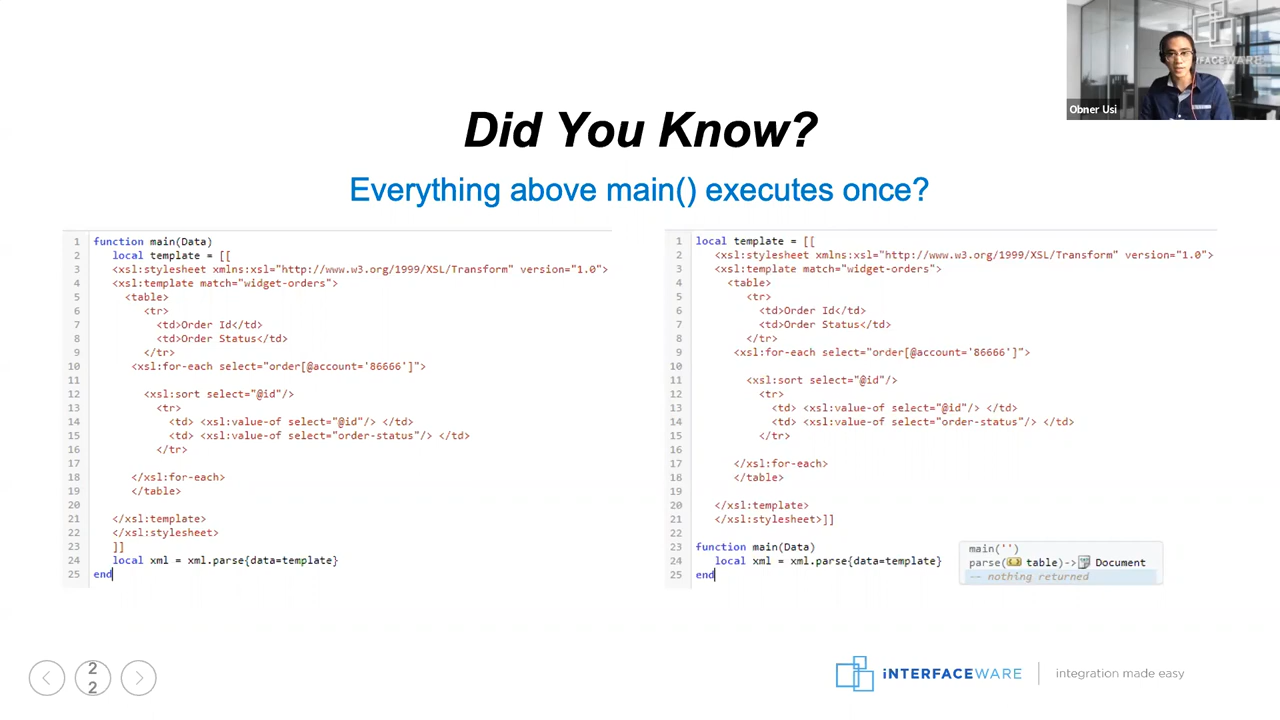 Obner Usi
Did You Know?
Everything above main() executes once?
1 function main(Data)
2 local template = [[
3 <xsl:stylesheet xmlns:xsl="http://www.w3.org/1999/XSL/Transform" version="1.0">
4 <xsl:template match="widget-orders">
5 <table>
6 <tr>
7 <td>Order Id</td>
8 <td>Order Status</td>
9 </tr>
10 <xsl:for-each select="order[@account='86666']">
11
12 <xsl:sort select="@id"/>
13 <tr>
14 <td> <xsl:value-of select="@id"/> </td>
15 <td> <xsl:value-of select="order-status"/> </td>
16 </tr>
17
18 </xsl:for-each>
19 </table>
20
21 </xsl:template>
22 </xsl:stylesheet>
23 ]]
24 local xml = xml.parse{data=template}
25 end
1 local template = [[
2 <xsl:stylesheet xmlns:xsl="http://www.w3.org/1999/XSL/Transform" version="1.0">
3 <xsl:template match="widget-orders">
4 <table>
5 <tr>
6 <td>Order Id</td>
7 <td>Order Status</td>
8 </tr>
9 <xsl:for-each select="order[@account='86666']">
10
11 <xsl:sort select="@id"/>
12 <tr>
13 <td> <xsl:value-of select="@id"/> </td>
14 <td> <xsl:value-of select="order-status"/> </td>
15 </tr>
16
17 </xsl:for-each>
18 </table>
19
20 </xsl:template>
21 </xsl:stylesheet>]]
22
23 function main(Data)
24 local xml = xml.parse{data=template}
25 end
main('')
parse( table)-> Document
-- nothing returned
2
2
iNTERFACEWARE
integration made easy